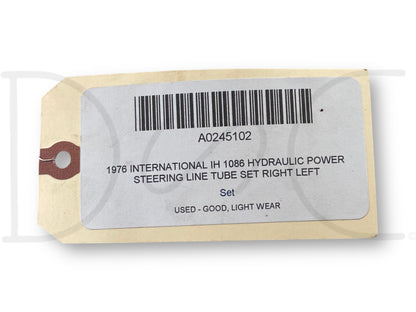 A0245102
1976 INTERNATIONAL IH 1086 HYDRAULIC POWER
STEERING LINE TUBE SET RIGHT LEFT
Set
USED - GOOD, LIGHT WEAR